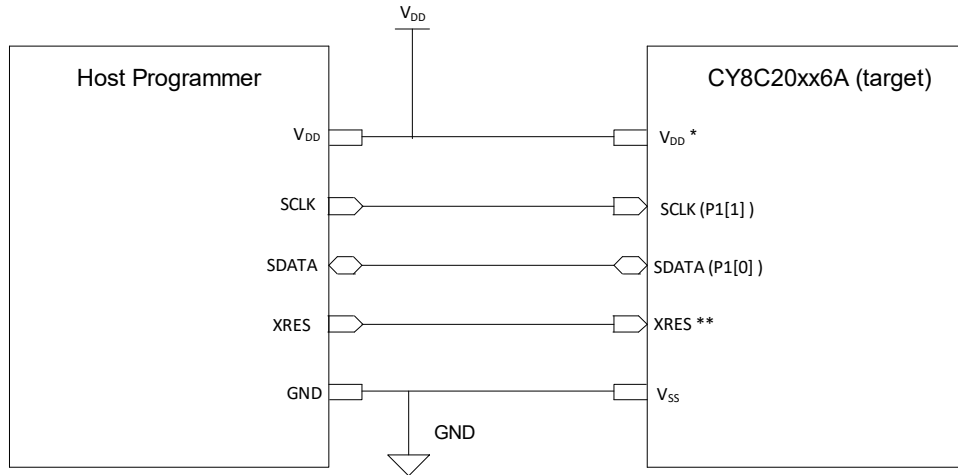 VDD
Host Programmer
CY8C20xx6A (target)
VDD
VDD *
SCLK
SCLK (P1[1] )
SDATA
SDATA (P1[0] )
XRES
XRES **
GND
VSS
GND